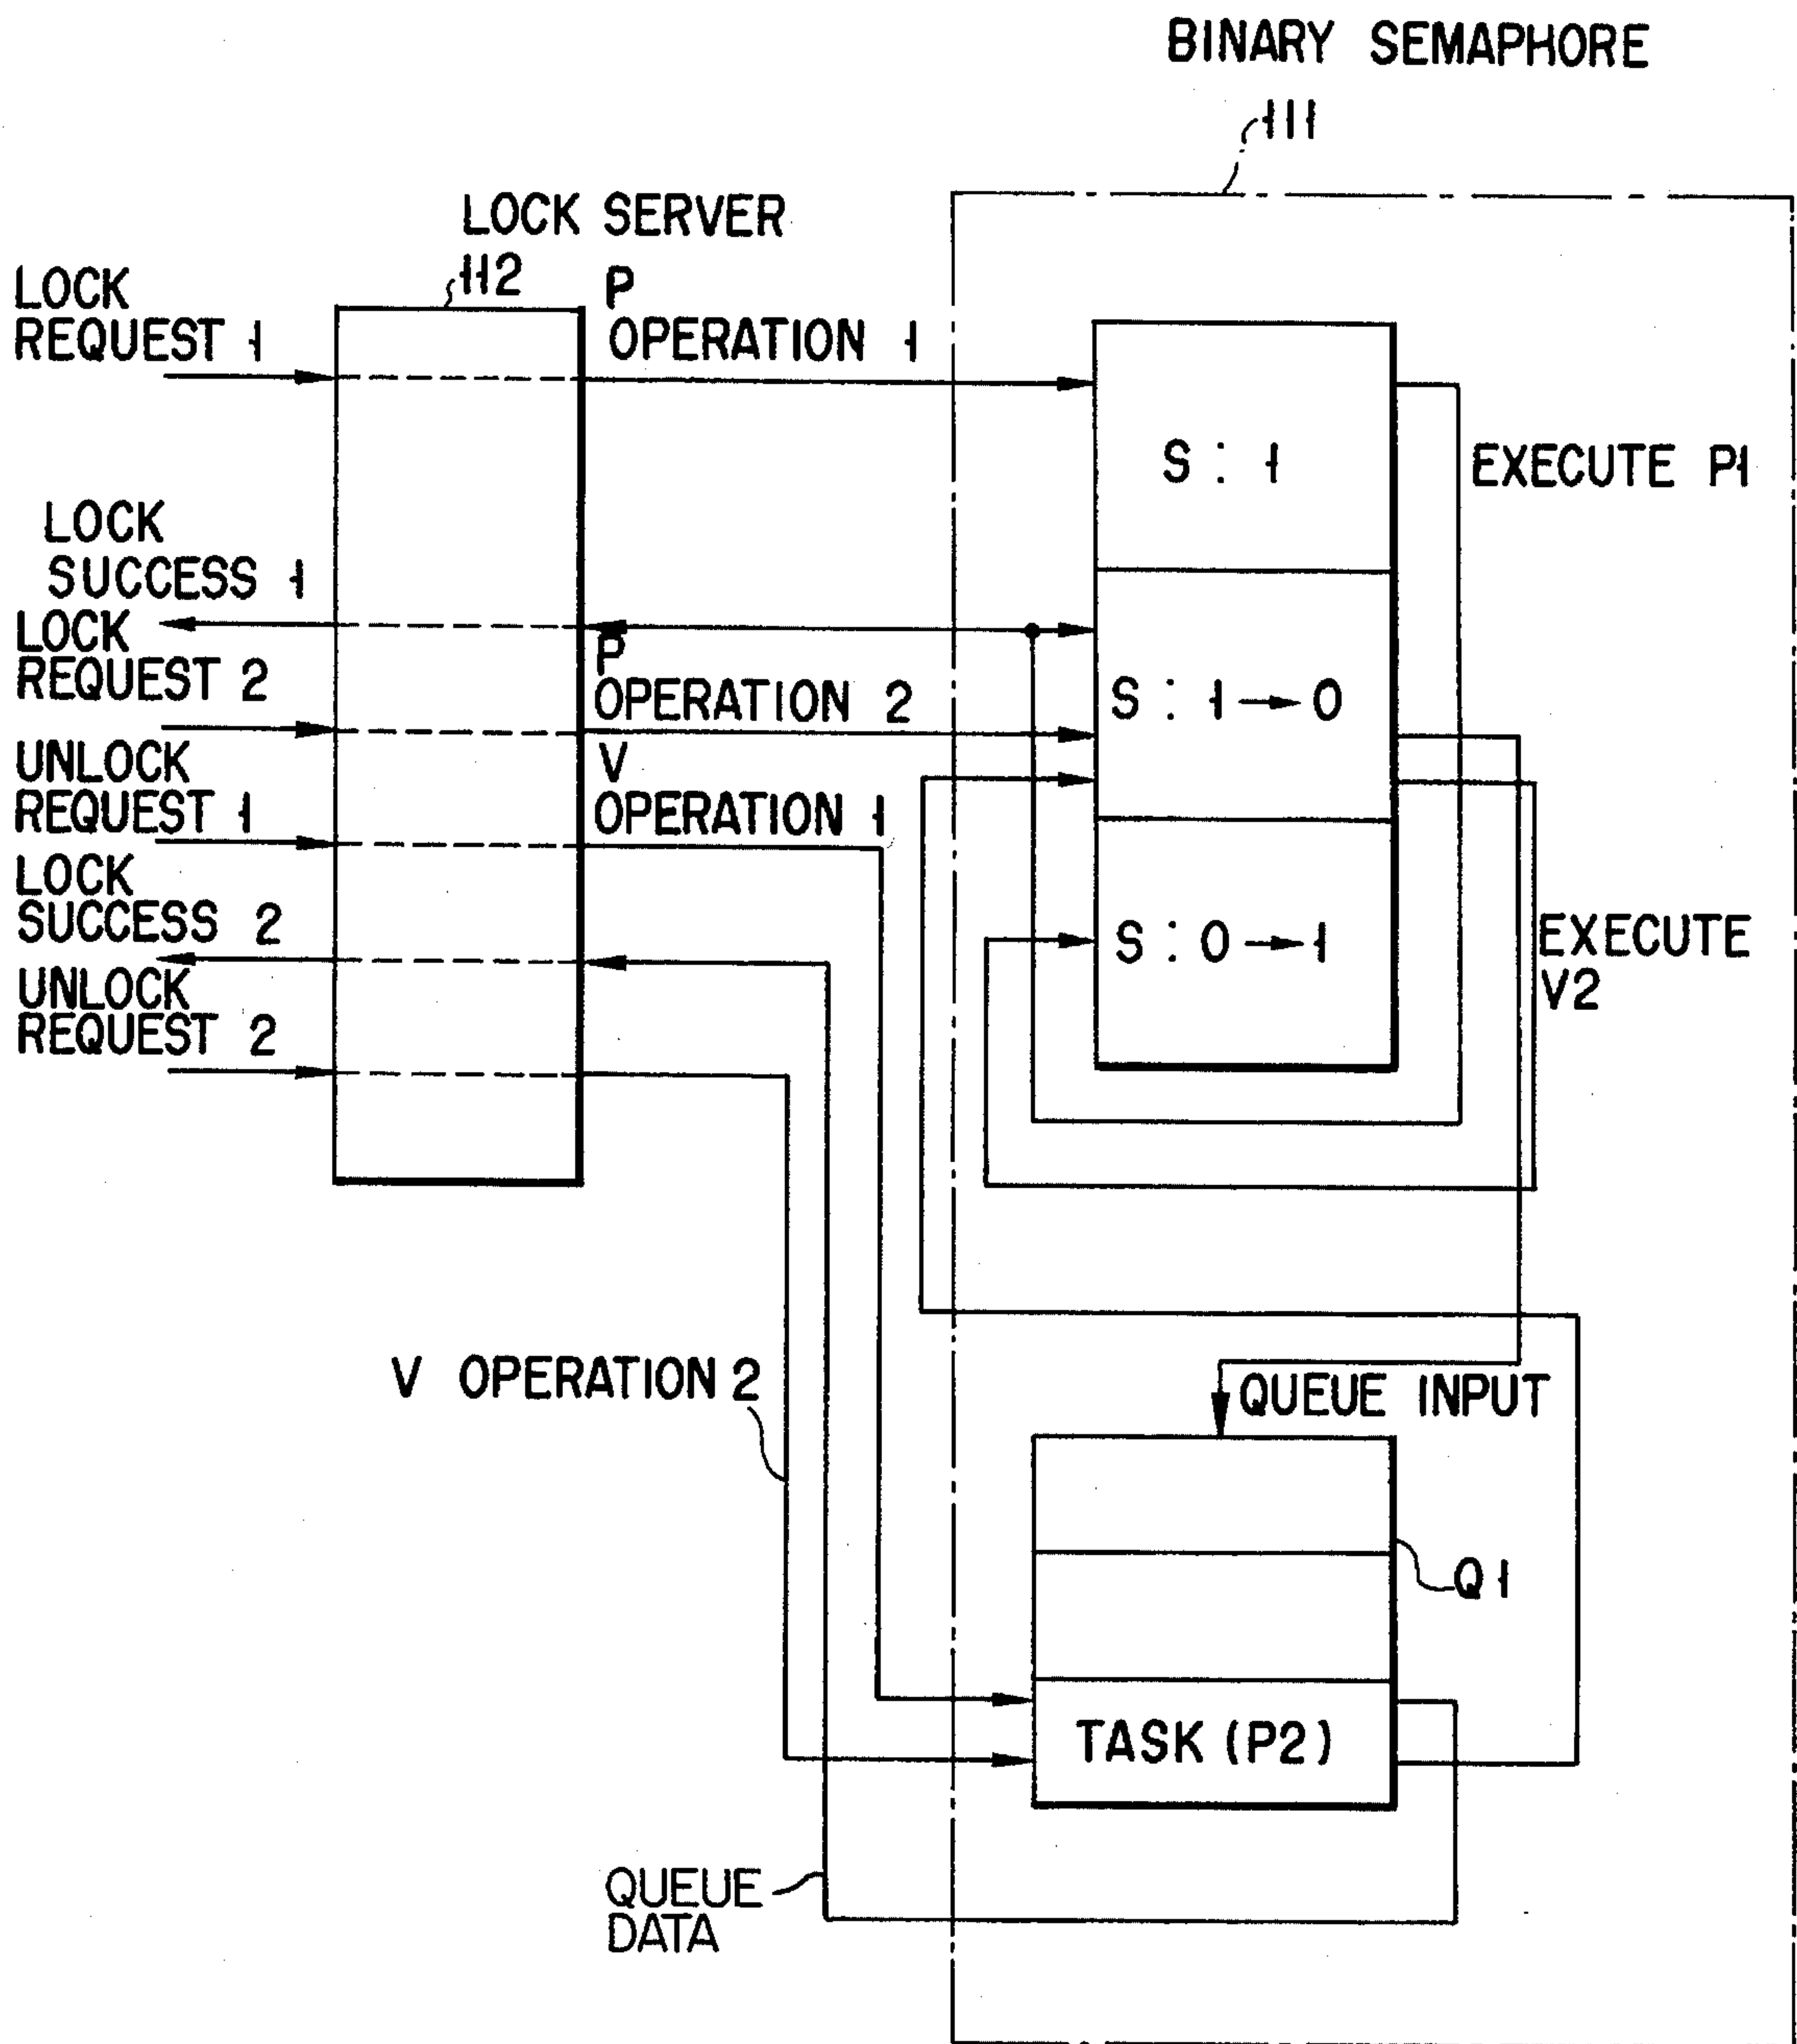 BINARY SEMAPHORE
111
LOCK SERVER
112
LOCK
REQUEST 1
P
OPERATION 1
S : 1
EXECUTE P1
LOCK
SUCCESS 1
LOCK
REQUEST 2
P
OPERATION 2
S : 1→0
UNLOCK
REQUEST 1
V
OPERATION 1
LOCK
SUCCESS 2
S : 0→1
EXECUTE
V2
UNLOCK
REQUEST 2
V OPERATION 2
QUEUE INPUT
Q1
TASK (P2)
QUEUE
DATA